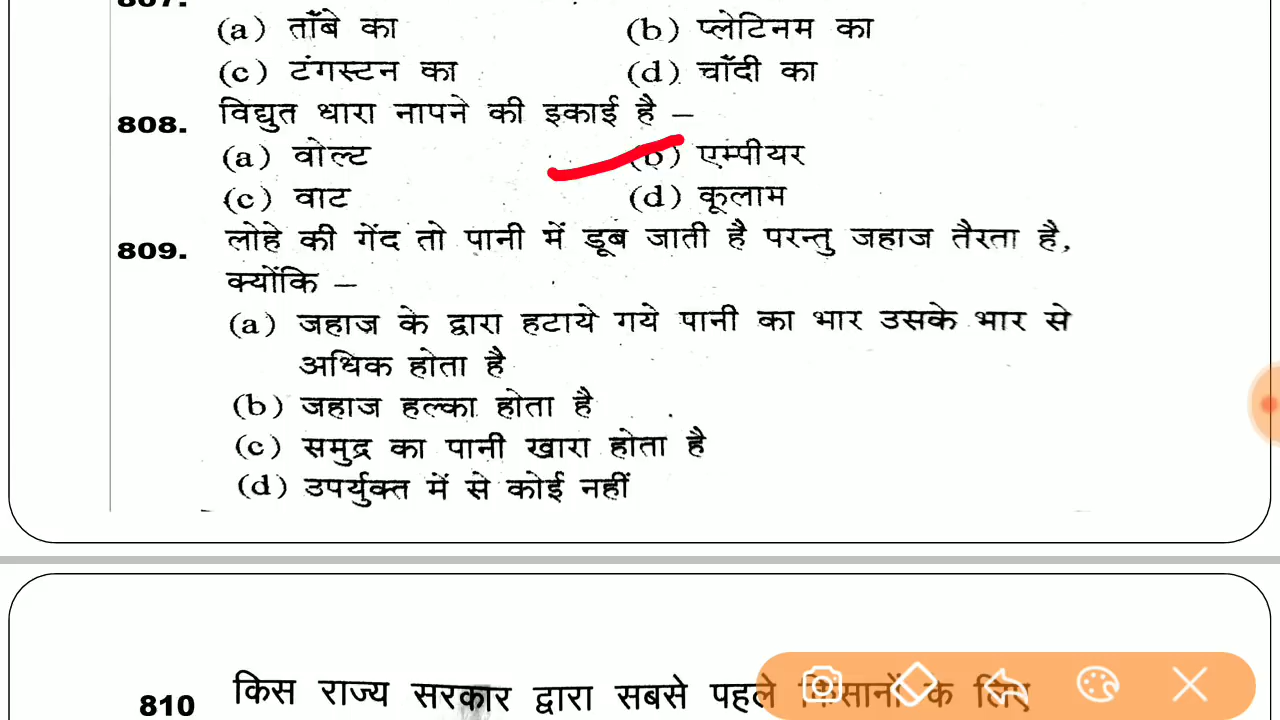 807.
(a) ताँबे का (b) प्लेटिनम का
(c) टंगस्टन का (d) चाँदी का
808. विद्युत धारा नापने की इकाई है –
(a) वोल्ट (b) एम्पीयर
(c) वाट (d) कूलाम
809. लोहे की गेंद तो पानी में डूब जाती है परन्तु जहाज तैरता है,
क्योंकि –
(a) जहाज के द्वारा हटाये गये पानी का भार उसके भार से
अधिक होता है
(b) जहाज हल्का होता है
(c) समुद्र का पानी खारा होता है
(d) उपर्युक्त में से कोई नहीं
810 किस राज्य सरकार द्वारा सबसे पहले किसानों के लिए